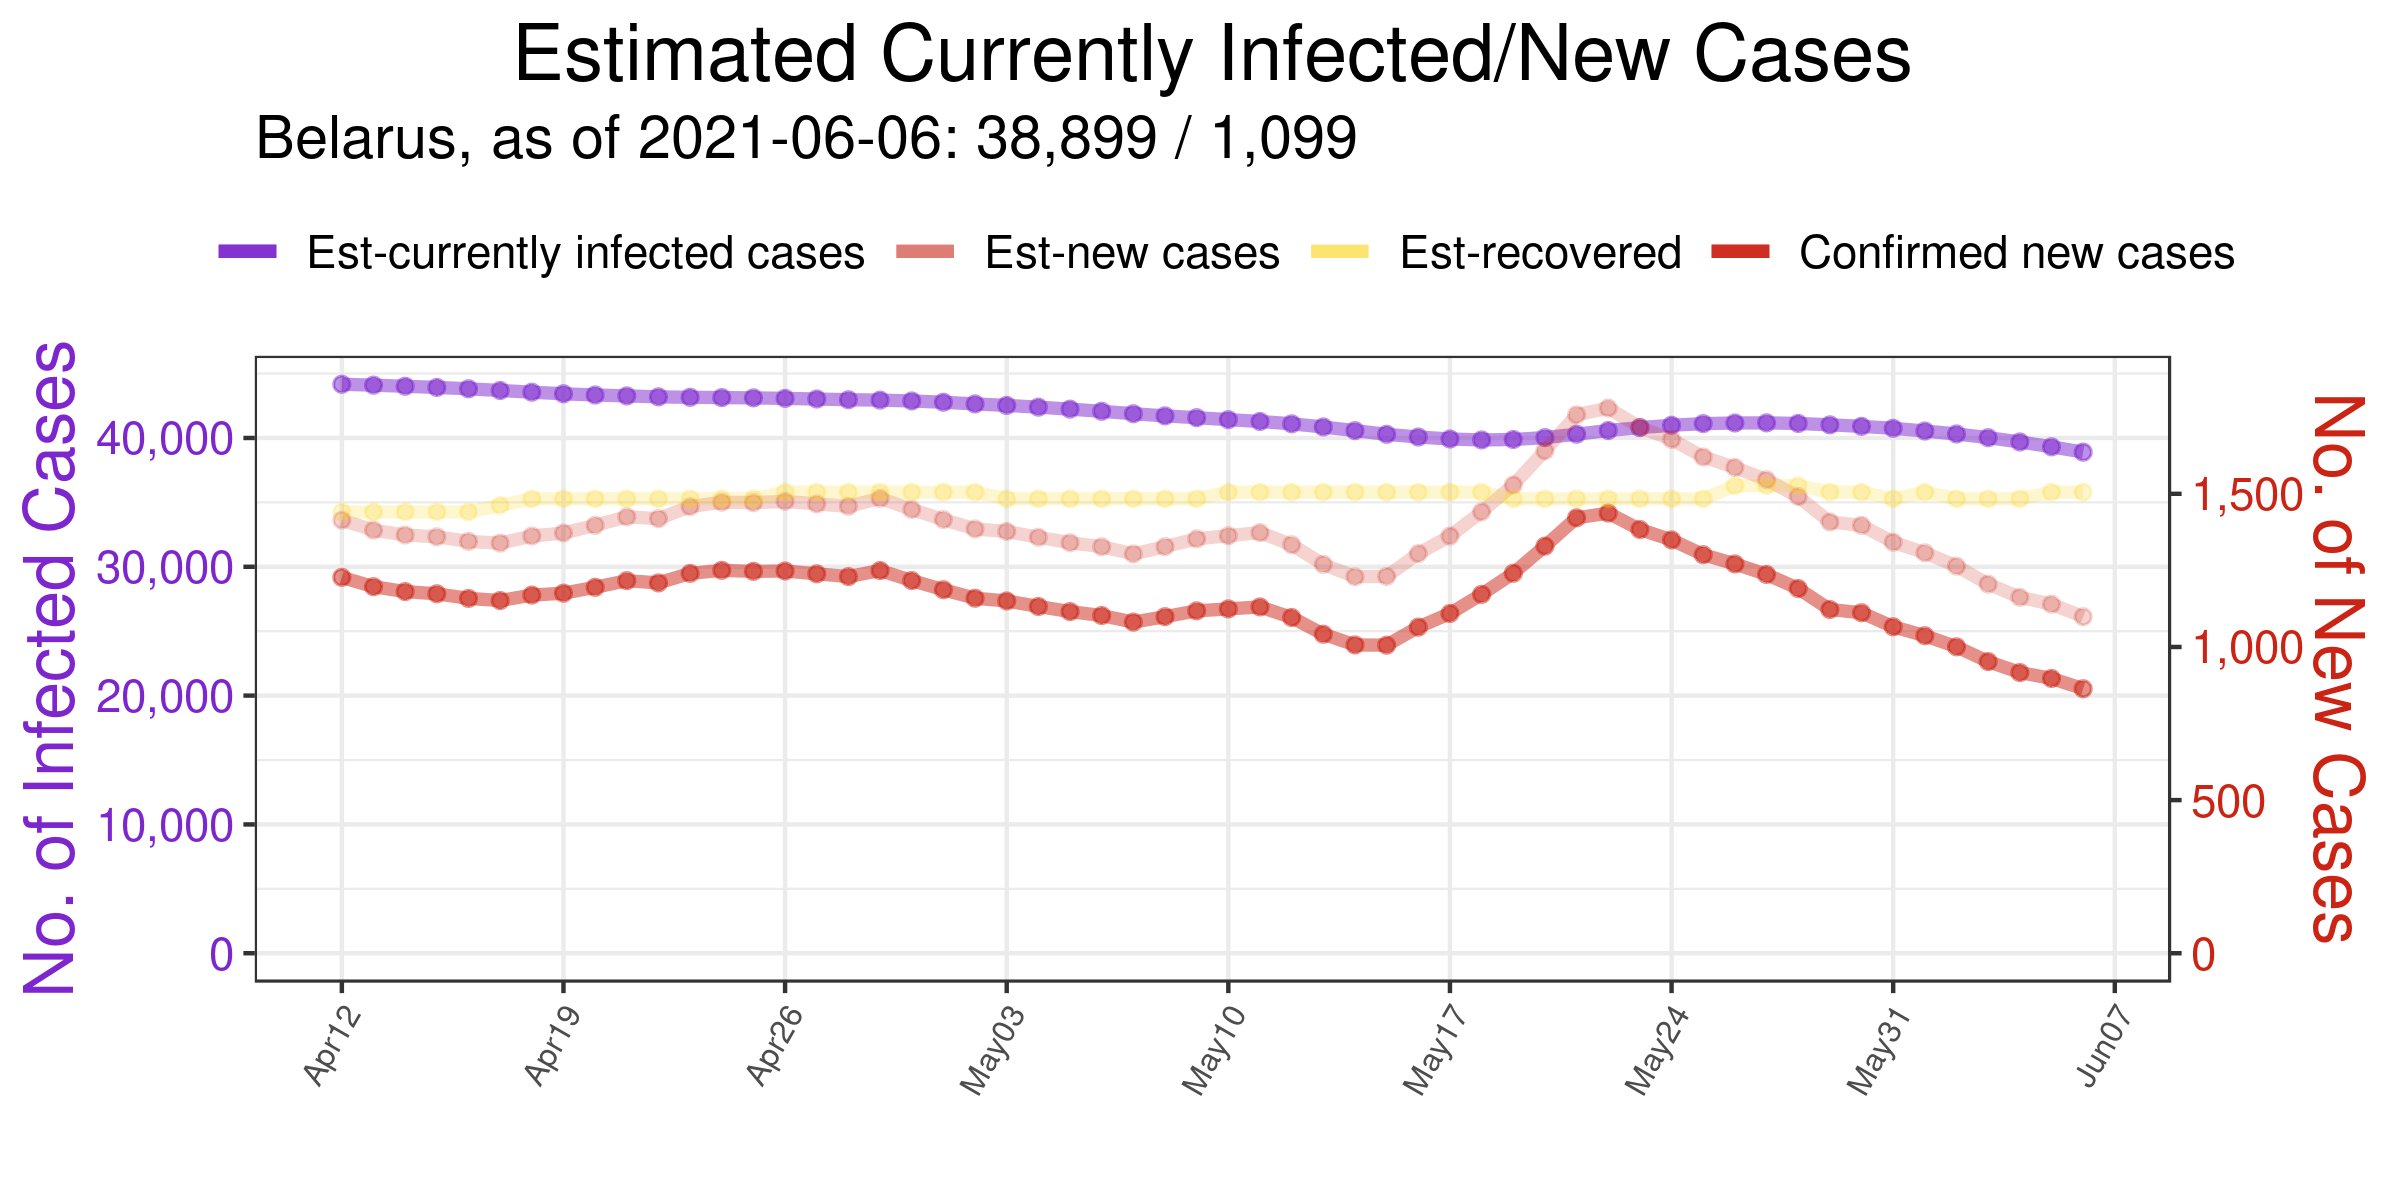 Estimated Currently Infected/New Cases
Belarus, as of 2021-06-06: 38,899 / 1,099
Est-currently infected cases Est-new cases Est-recovered Confirmed new cases
No. of Infected Cases
40,000
30,000
20,000
10,000
0
1,500
1,000
500
0
No. of New Cases
Apr12 Apr19 Apr26 May03 May10 May17 May24 May31 Jun07